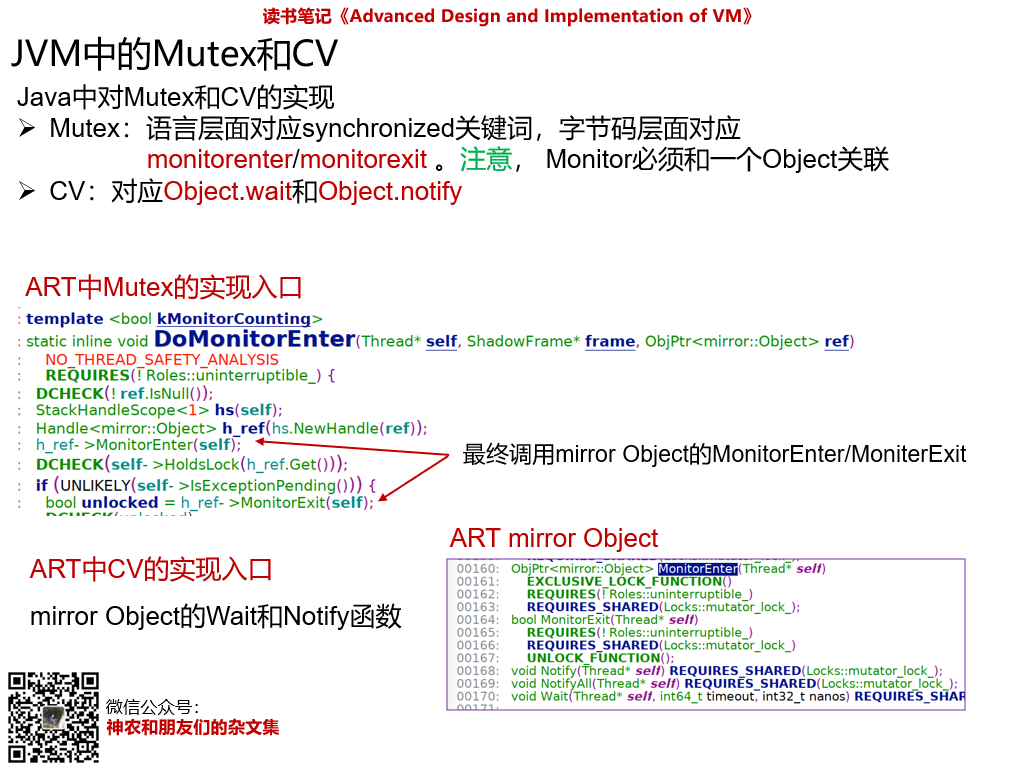 读书笔记《Advanced Design and Implementation of VM》
JVM中的Mutex和CV
Java中对Mutex和CV的实现
➢ Mutex：语言层面对应synchronized关键词，字节码层面对应
monitorenter/monitorexit 。注意， Monitor必须和一个Object关联
➢ CV：对应Object.wait和Object.notify
ART中Mutex的实现入口
: template <bool kMonitorCounting>
: static inline void DoMonitorEnter(Thread* self, ShadowFrame* frame, ObjPtr<mirror::Object> ref)
: NO_THREAD_SAFETY_ANALYSIS
: REQUIRES(! Roles::uninterruptible_) {
: DCHECK(! ref.IsNull());
: StackHandleScope<1> hs(self);
: Handle<mirror::Object> h_ref(hs.NewHandle(ref));
: h_ref- >MonitorEnter(self);
: DCHECK(self- >HoldsLock(h_ref.Get()));
: if (UNLIKELY(self- >IsExceptionPending())) {
: bool unlocked = h_ref- >MonitorExit(self);
最终调用mirror Object的MonitorEnter/MoniterExit
ART mirror Object
00160: ObjPtr<mirror::Object> MonitorEnter(Thread* self)
00161: EXCLUSIVE_LOCK_FUNCTION()
00162: REQUIRES(! Roles::uninterruptible_)
00163: REQUIRES_SHARED(Locks::mutator_lock_);
00164: bool MonitorExit(Thread* self)
00165: REQUIRES(! Roles::uninterruptible_)
00166: REQUIRES_SHARED(Locks::mutator_lock_)
00167: UNLOCK_FUNCTION();
00168: void Notify(Thread* self) REQUIRES_SHARED(Locks::mutator_lock_);
00169: void NotifyAll(Thread* self) REQUIRES_SHARED(Locks::mutator_lock_);
00170: void Wait(Thread* self, int64_t timeout, int32_t nanos) REQUIRES_SHAR
ART中CV的实现入口
mirror Object的Wait和Notify函数
微信公众号：
神农和朋友们的杂文集